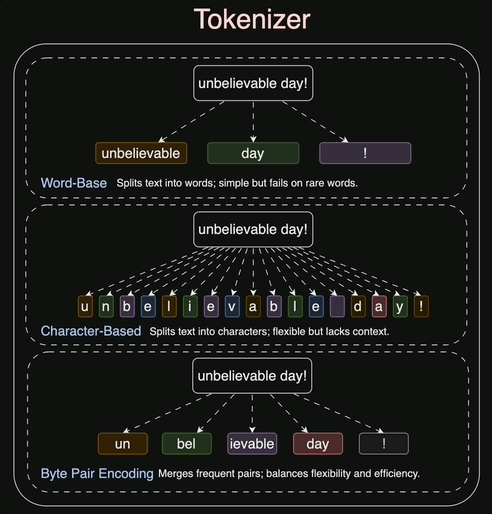 Tokenizer
unbelievable day!
unbelievable day !
Word-Base Splits text into words; simple but fails on rare words.
unbelievable day!
u n b e l i e v a b l e d a y !
Character-Based Splits text into characters; flexible but lacks context.
unbelievable day!
un bel ievable day !
Byte Pair Encoding Merges frequent pairs; balances flexibility and efficiency.